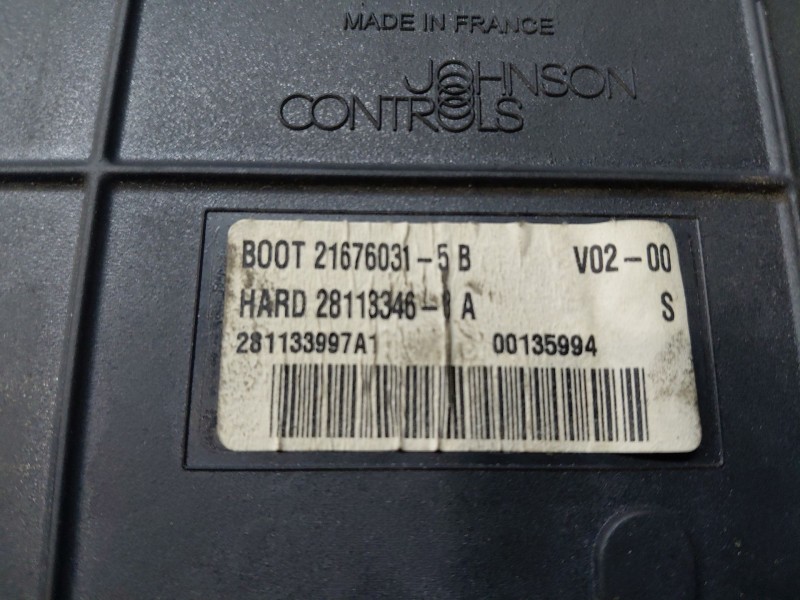 MADE IN FRANCE
JOHNSON
CONTROLS
BOOT 21676031-5 B V02-00
HARD A S
281133997A1 00135994